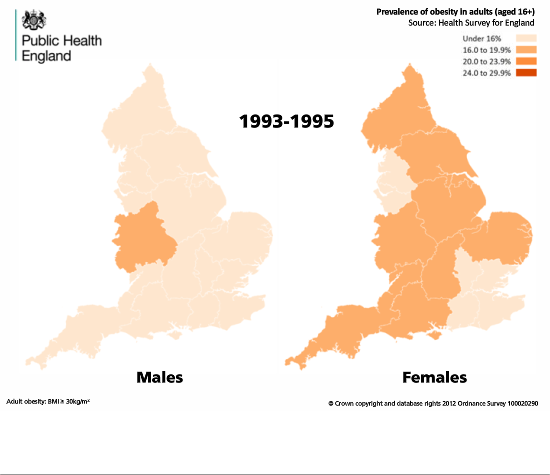 Public Health
England
Prevalence of obesity in adults (aged 16+)
Source: Health Survey for England
Under 16%
16.0 to 19.9%
20.0 to 23.9%
24.0 to 29.9%
1993-1995
Males
Females
Adult obesity: BMI ≥ 30kg/m²
© Crown copyright and database rights 2012 Ordnance Survey 100020290